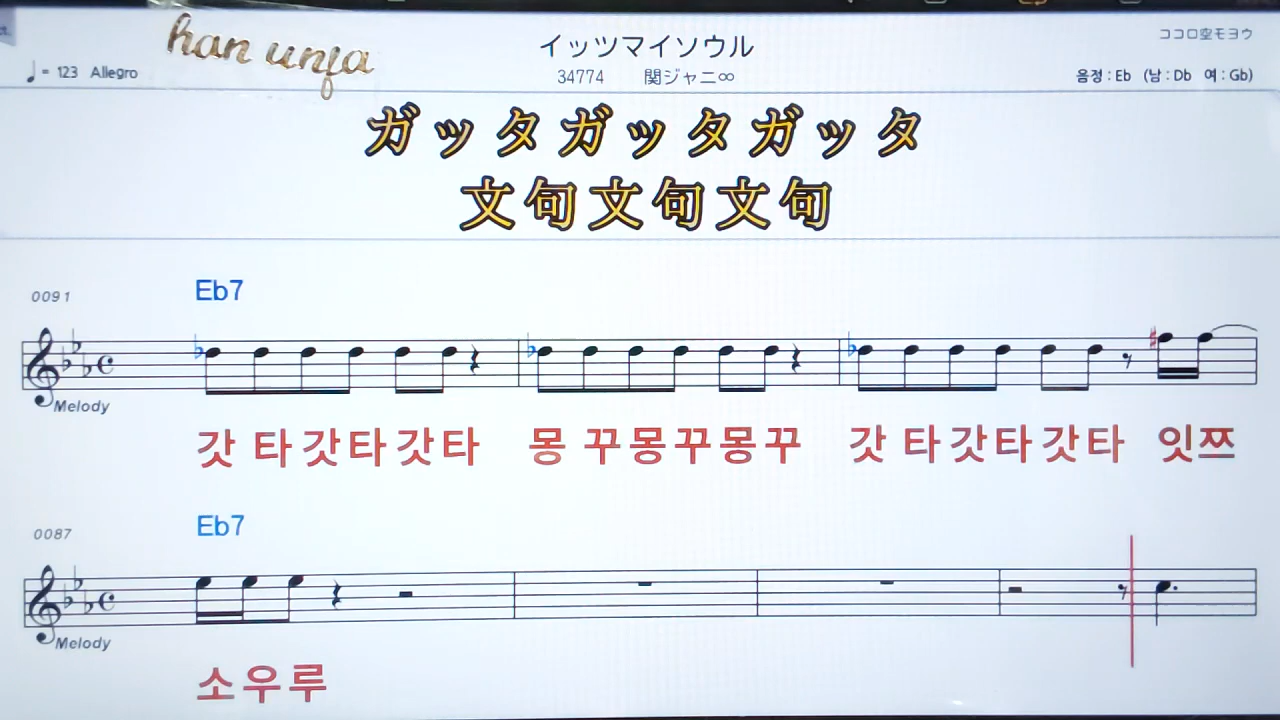 ct.
han unfa
イッツマイソウル
ココロ空モヨウ
♩= 123 Allegro
34774 関ジャニ∞
음정 : Eb (남 : Db 여 : Gb)
ガッタガッタガッタ
文句文句文句
0091
Eb7
Melody
갓 타 갓 타 갓 타 몽 꾸 몽 꾸 몽 꾸 갓 타 갓 타 갓 타 잇 쯔
0087
Eb7
Melody
소 우 루